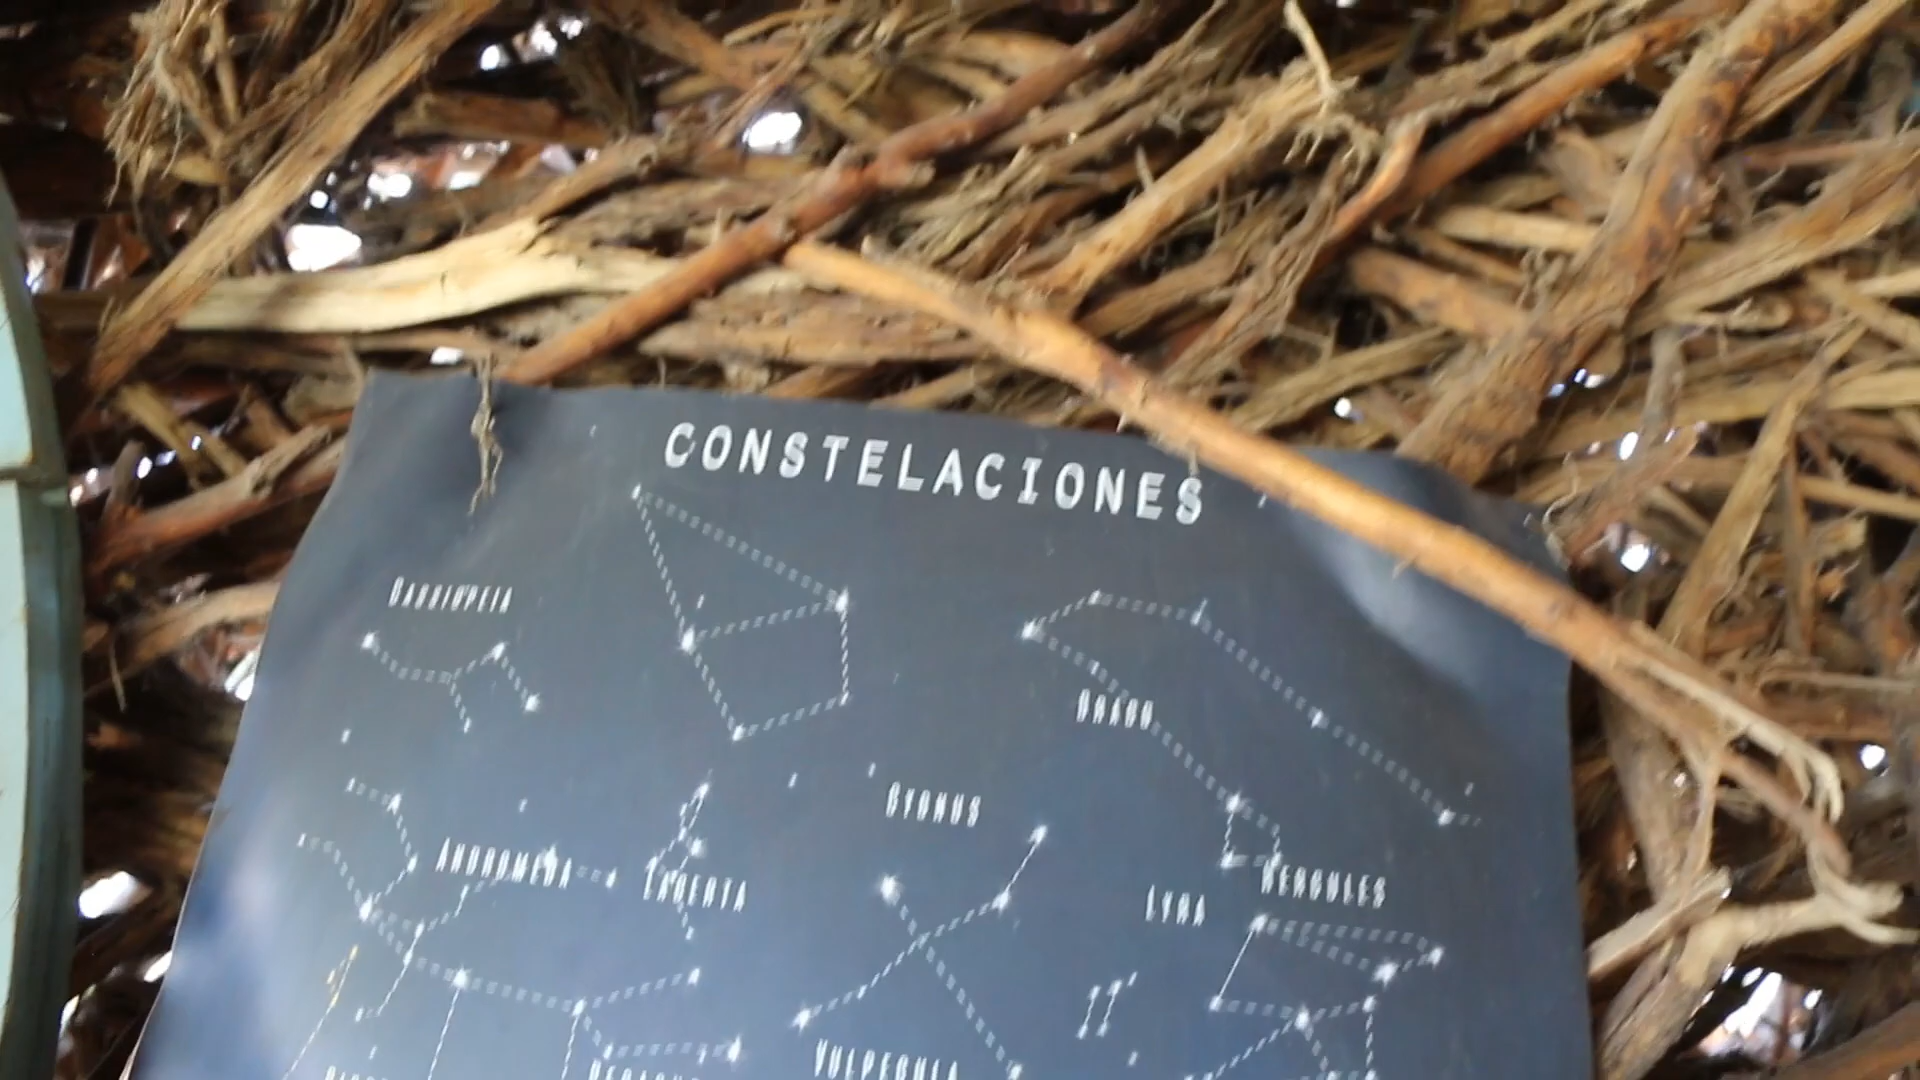 CONSTELACIONES
CASSIOPEIA
DRACO
CYGNUS
ANDROMEDA
LACERTA
HERCULES
LYRA
VULPECULA